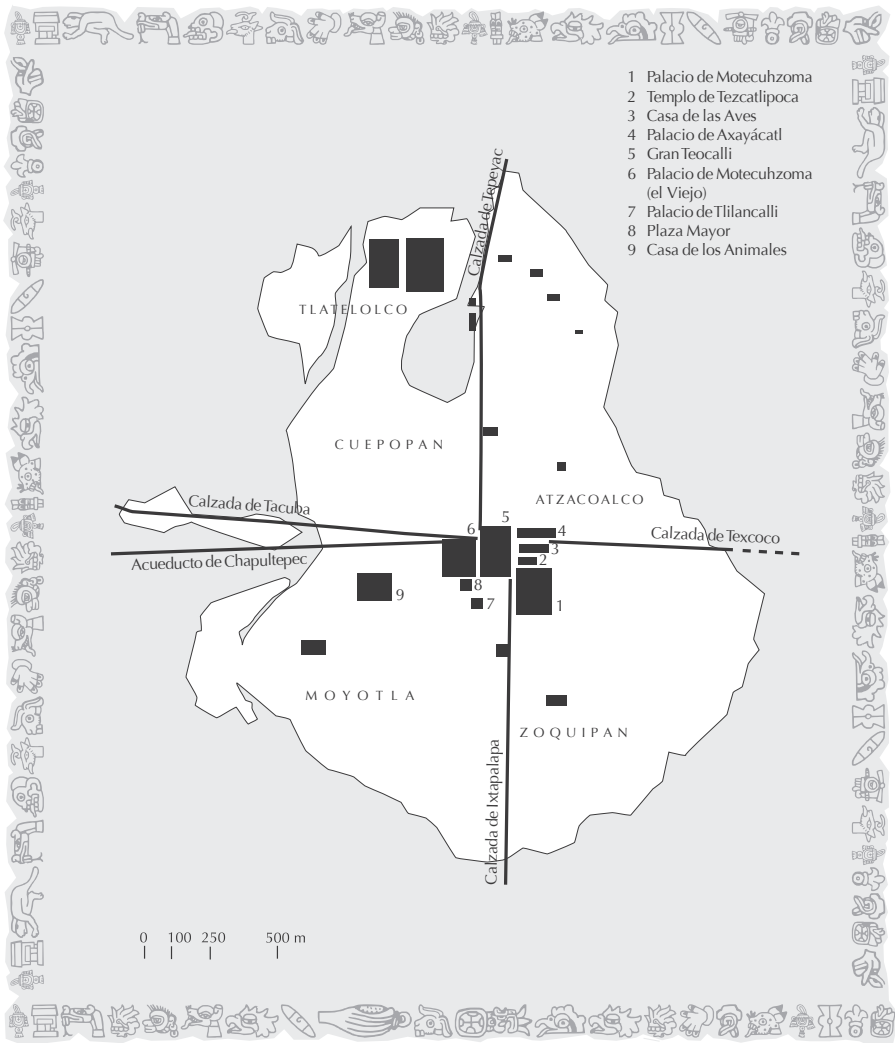 1 Palacio de Motecuhzoma
2 Templo de Tezcatlipoca
3 Casa de las Aves
4 Palacio de Axayácatl
5 Gran Teocalli
6 Palacio de Motecuhzoma
(el Viejo)
7 Palacio de Tlilancalli
8 Plaza Mayor
9 Casa de los Animales
Calzada de Tepeyac
TLATELOLCO
CUEPOPAN
ATZACOALCO
Calzada de Tacuba
Calzada de Texcoco
Acueducto de Chapultepec
5
6
4
3
2
8
9
7
1
MOYOTLA
ZOQUIPAN
Calzada de Ixtapalapa
0 100 250 500 m